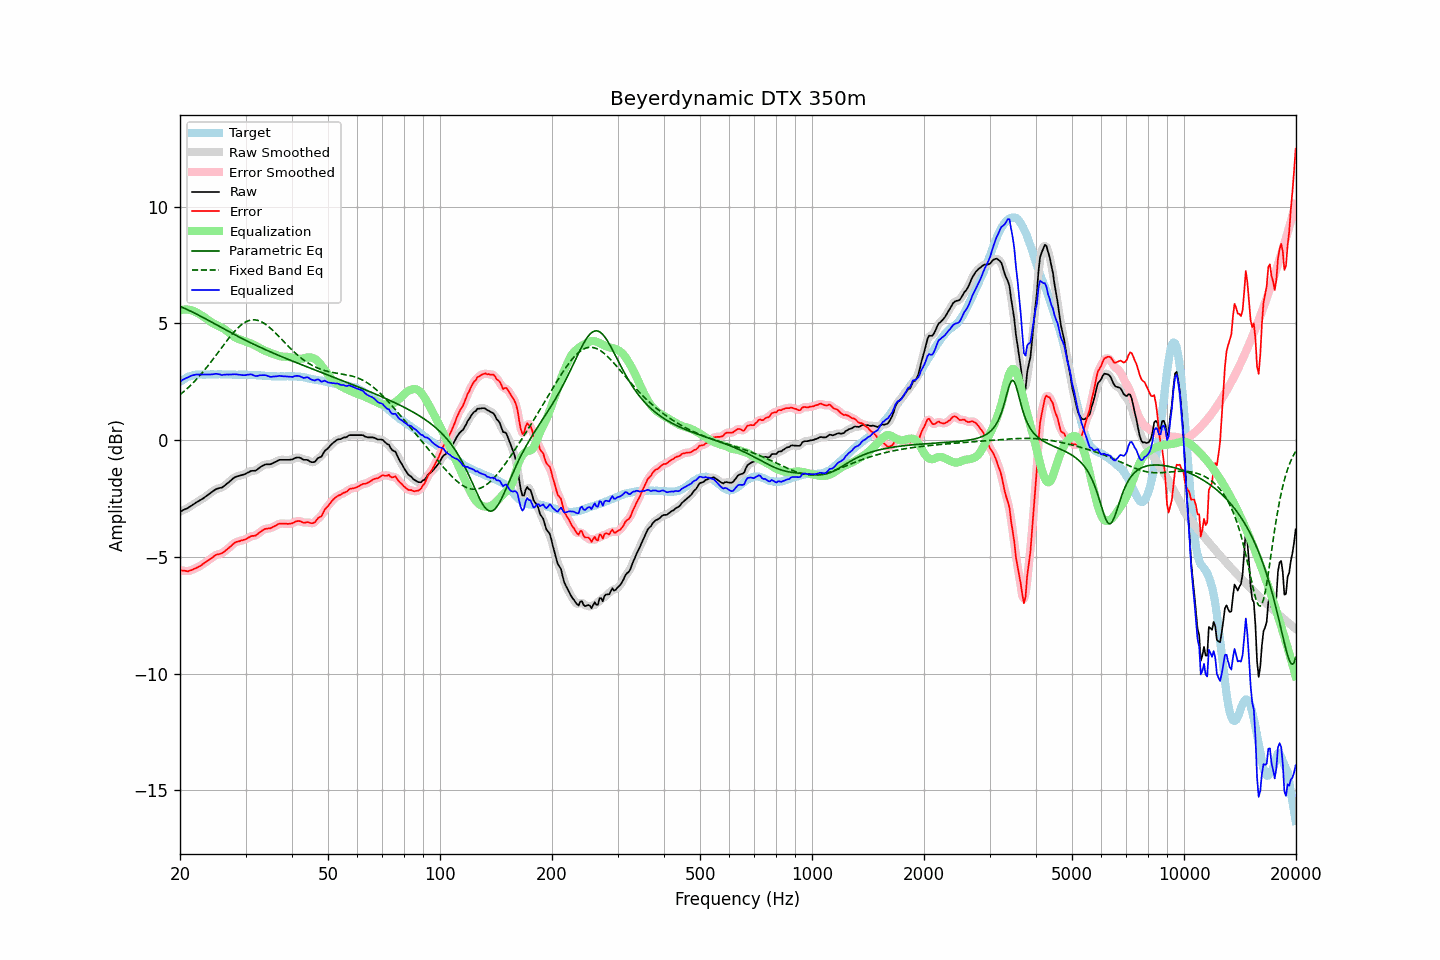 Beyerdynamic DTX 350m
Target
Raw Smoothed
Error Smoothed
Raw
Error
Equalization
Parametric Eq
Fixed Band Eq
Equalized
Amplitude (dBr)
10
5
0
−5
−10
−15
20 50 100 200 500 1000 2000 5000 10000 20000
Frequency (Hz)